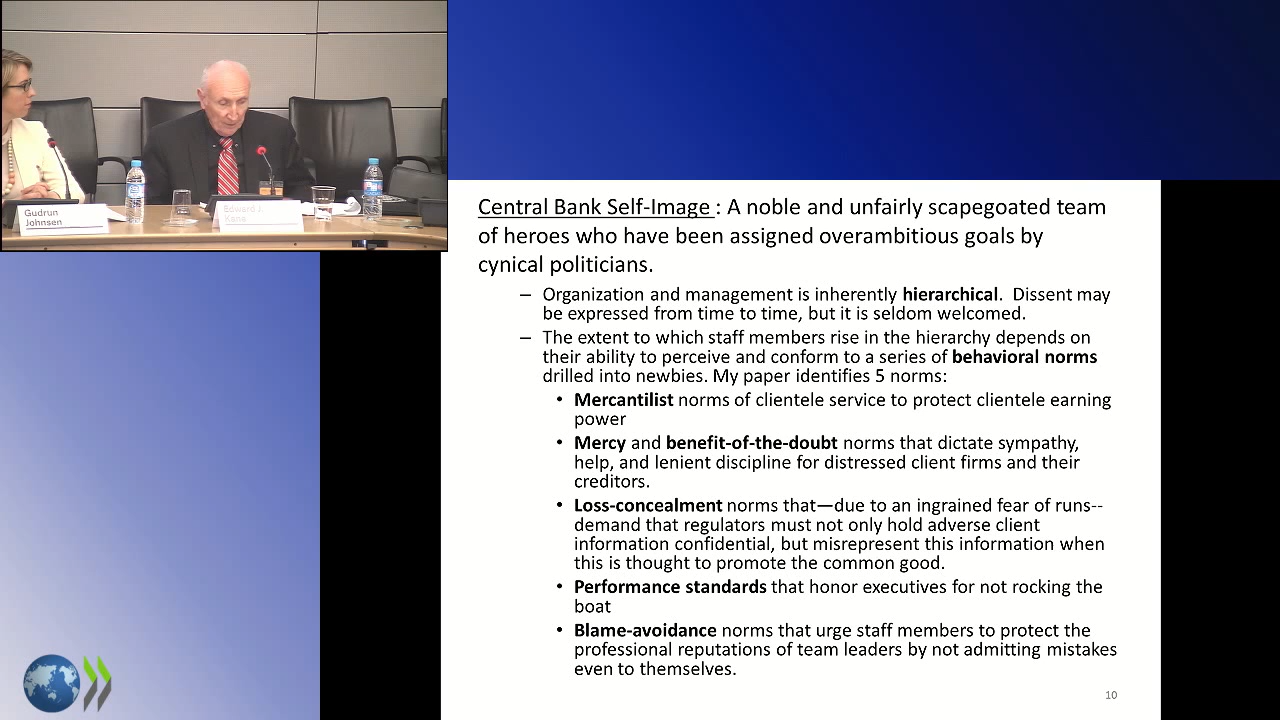 Gudrun
Johnsen
Edward J.
Kane
Central Bank Self-Image : A noble and unfairly scapegoated team
of heroes who have been assigned overambitious goals by
cynical politicians.
– Organization and management is inherently hierarchical.  Dissent may
be expressed from time to time, but it is seldom welcomed.
– The extent to which staff members rise in the hierarchy depends on
their ability to perceive and conform to a series of behavioral norms
drilled into newbies. My paper identifies 5 norms:
• Mercantilist norms of clientele service to protect clientele earning
power
• Mercy and benefit-of-the-doubt norms that dictate sympathy,
help, and lenient discipline for distressed client firms and their
creditors.
• Loss-concealment norms that—due to an ingrained fear of runs--
demand that regulators must not only hold adverse client
information confidential, but misrepresent this information when
this is thought to promote the common good.
• Performance standards that honor executives for not rocking the
boat
• Blame-avoidance norms that urge staff members to protect the
professional reputations of team leaders by not admitting mistakes
even to themselves.
10